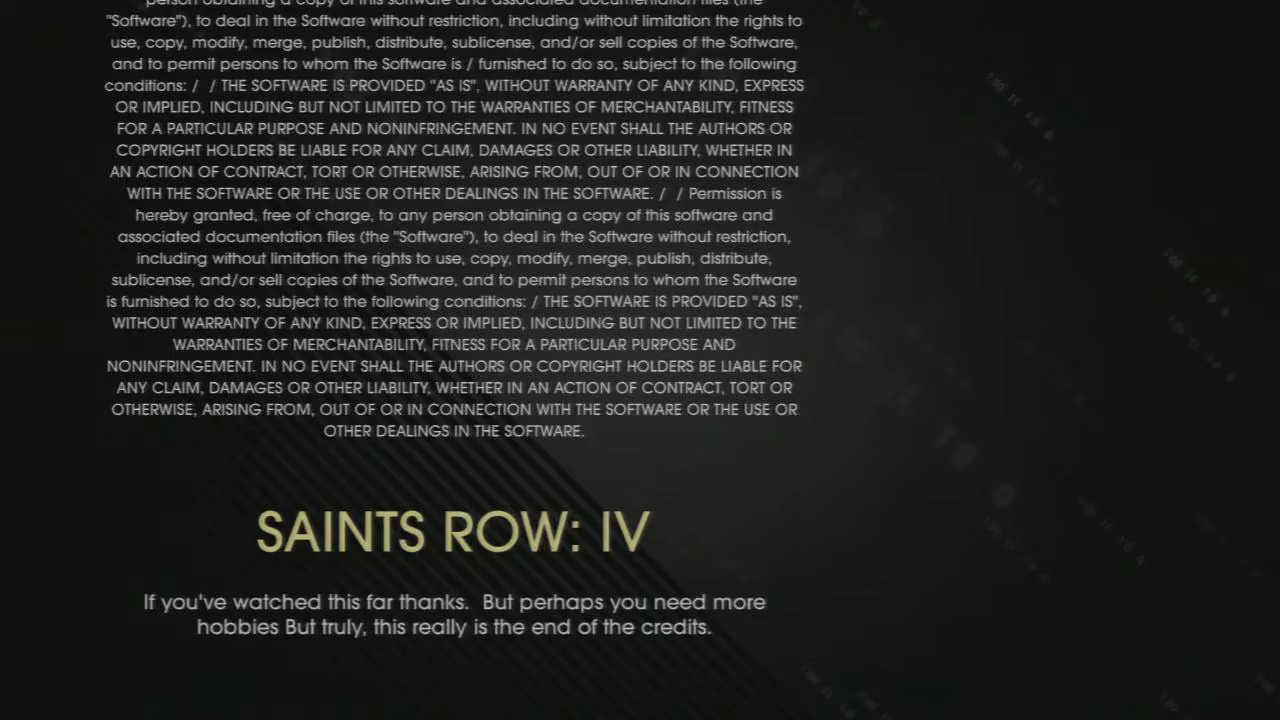 person obtaining a copy of this software and associated documentation files (the
"Software"), to deal in the Software without restriction, including without limitation the rights to
use, copy, modify, merge, publish, distribute, sublicense, and/or sell copies of the Software,
and to permit persons to whom the Software is / furnished to do so, subject to the following
conditions: /  / THE SOFTWARE IS PROVIDED "AS IS", WITHOUT WARRANTY OF ANY KIND, EXPRESS
OR IMPLIED, INCLUDING BUT NOT LIMITED TO THE WARRANTIES OF MERCHANTABILITY, FITNESS
FOR A PARTICULAR PURPOSE AND NONINFRINGEMENT. IN NO EVENT SHALL THE AUTHORS OR
COPYRIGHT HOLDERS BE LIABLE FOR ANY CLAIM, DAMAGES OR OTHER LIABILITY, WHETHER IN
AN ACTION OF CONTRACT, TORT OR OTHERWISE, ARISING FROM, OUT OF OR IN CONNECTION
WITH THE SOFTWARE OR THE USE OR OTHER DEALINGS IN THE SOFTWARE. /  / Permission is
hereby granted, free of charge, to any person obtaining a copy of this software and
associated documentation files (the "Software"), to deal in the Software without restriction,
including without limitation the rights to use, copy, modify, merge, publish, distribute,
sublicense, and/or sell copies of the Software, and to permit persons to whom the Software
is furnished to do so, subject to the following conditions: / THE SOFTWARE IS PROVIDED "AS IS",
WITHOUT WARRANTY OF ANY KIND, EXPRESS OR IMPLIED, INCLUDING BUT NOT LIMITED TO THE
WARRANTIES OF MERCHANTABILITY, FITNESS FOR A PARTICULAR PURPOSE AND
NONINFRINGEMENT. IN NO EVENT SHALL THE AUTHORS OR COPYRIGHT HOLDERS BE LIABLE FOR
ANY CLAIM, DAMAGES OR OTHER LIABILITY, WHETHER IN AN ACTION OF CONTRACT, TORT OR
OTHERWISE, ARISING FROM, OUT OF OR IN CONNECTION WITH THE SOFTWARE OR THE USE OR
OTHER DEALINGS IN THE SOFTWARE.
SAINTS ROW: IV
If you've watched this far thanks.  But perhaps you need more
hobbies But truly, this really is the end of the credits.